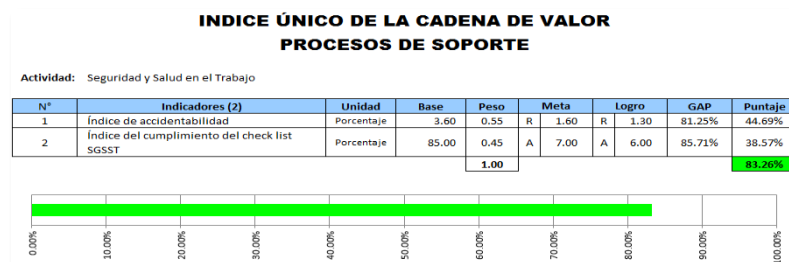 INDICE ÚNICO DE LA CADENA DE VALOR
PROCESOS DE SOPORTE
Actividad: Seguridad y Salud en el Trabajo
N° Indicadores (2) Unidad Base Peso Meta Logro GAP Puntaje
1 Índice de accidentabilidad Porcentaje 3.60 0.55 R 1.60 R 1.30 81.25% 44.69%
2 Índice del cumplimiento del check list SGSST Porcentaje 85.00 0.45 A 7.00 A 6.00 85.71% 38.57%
1.00 83.26%
0.00% 10.00% 20.00% 30.00% 40.00% 50.00% 60.00% 70.00% 80.00% 90.00% 100.00%